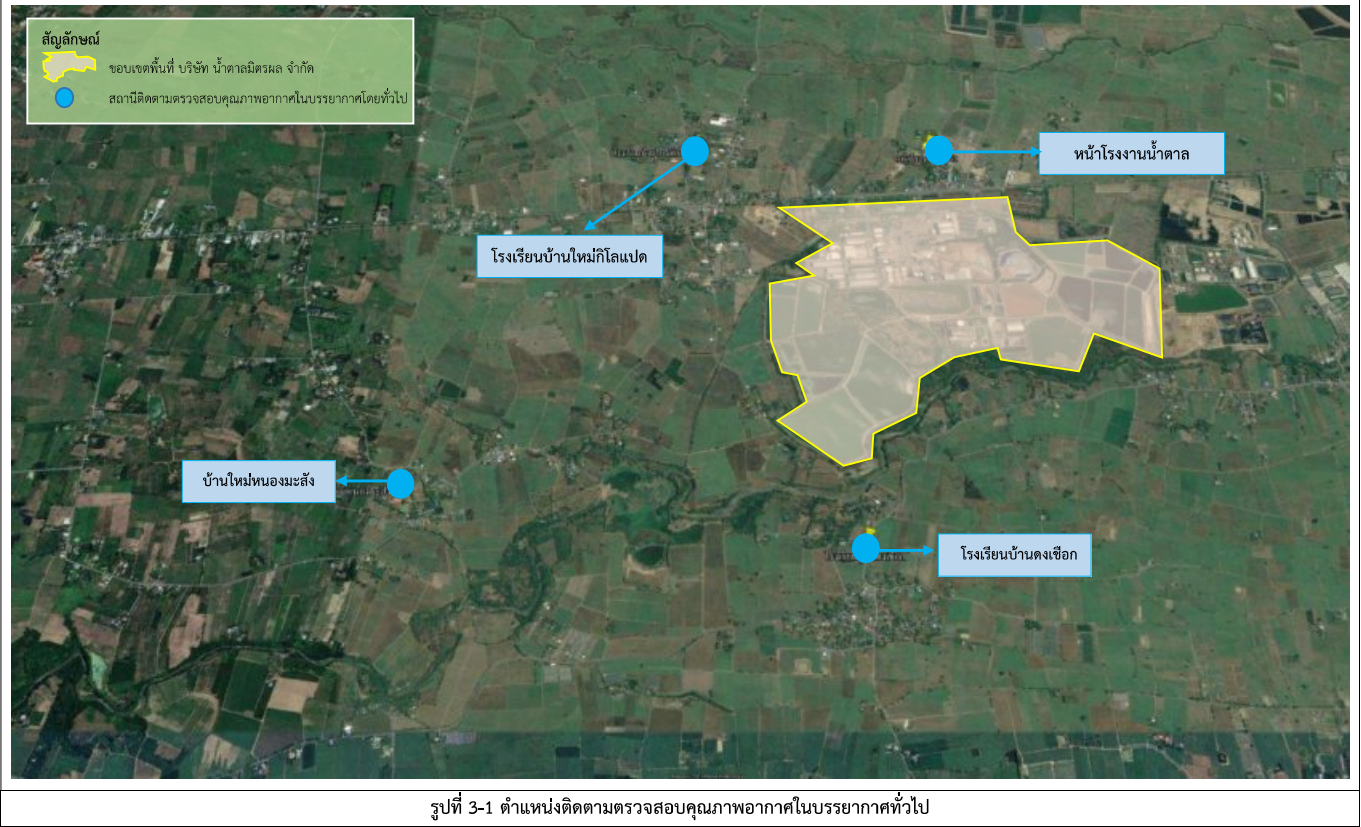 สัญลักษณ์
ขอบเขตพื้นที่ บริษัท น้ำตาลมิตรผล จำกัด
สถานีติดตามตรวจสอบคุณภาพอากาศในบรรยากาศโดยทั่วไป
หน้าโรงงานน้ำตาล
โรงเรียนบ้านใหม่กิโลแปด
บ้านใหม่หนองมะสัง
โรงเรียนบ้านดงเชือก
รูปที่ 3-1 ตำแหน่งติดตามตรวจสอบคุณภาพอากาศในบรรยากาศทั่วไป